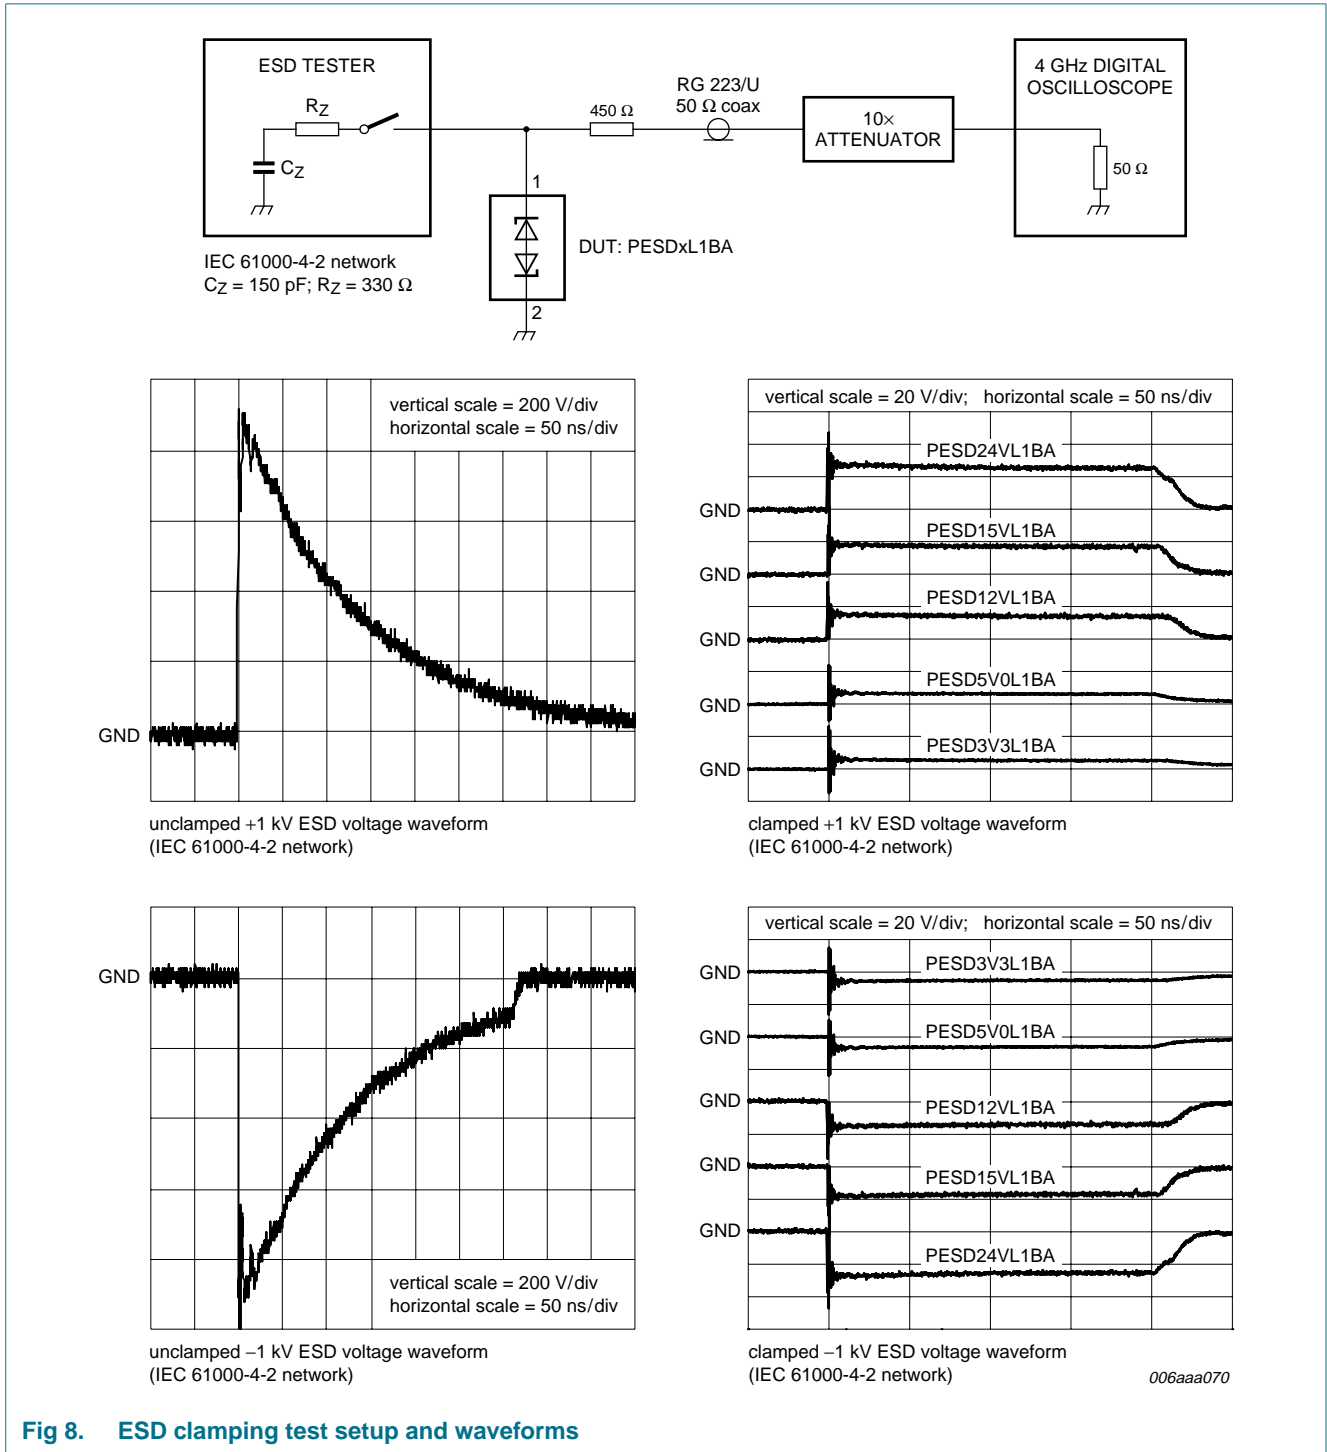 ESD TESTER
RZ
CZ
IEC 61000-4-2 network
CZ = 150 pF; RZ = 330 Ω
450 Ω
RG 223/U
50 Ω coax
10×
ATTENUATOR
4 GHz DIGITAL
OSCILLOSCOPE
50 Ω
1
DUT: PESDxL1BA
2
vertical scale = 200 V/div
horizontal scale = 50 ns/div
GND
unclamped +1 kV ESD voltage waveform
(IEC 61000-4-2 network)
vertical scale = 20 V/div; horizontal scale = 50 ns/div
PESD24VL1BA
GND
PESD15VL1BA
GND
PESD12VL1BA
GND
PESD5V0L1BA
GND
PESD3V3L1BA
GND
clamped +1 kV ESD voltage waveform
(IEC 61000-4-2 network)
GND
vertical scale = 200 V/div
horizontal scale = 50 ns/div
unclamped −1 kV ESD voltage waveform
(IEC 61000-4-2 network)
vertical scale = 20 V/div; horizontal scale = 50 ns/div
GND
PESD3V3L1BA
GND
PESD5V0L1BA
GND
PESD12VL1BA
GND
PESD15VL1BA
GND
PESD24VL1BA
clamped −1 kV ESD voltage waveform
(IEC 61000-4-2 network)
006aaa070
Fig 8. ESD clamping test setup and waveforms